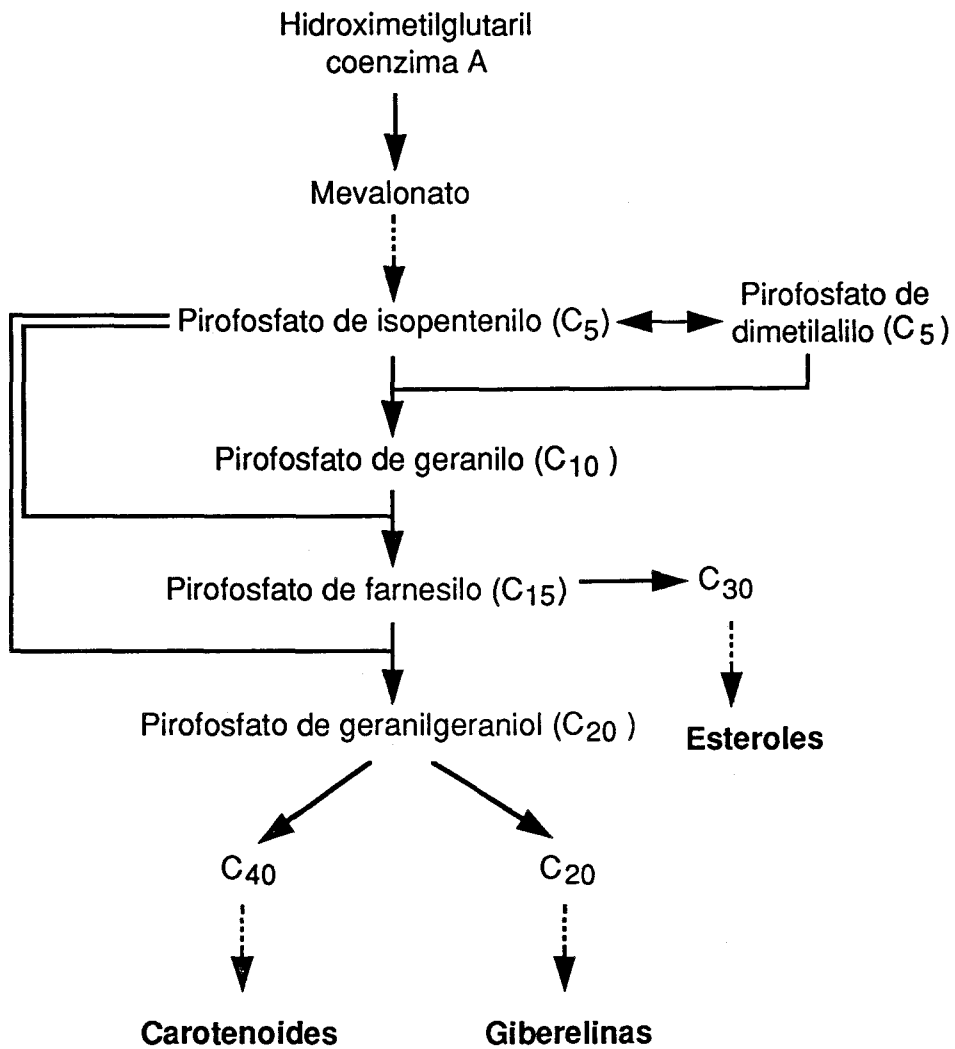 Hidroximetilglutaril
coenzima A
Mevalonato
Pirofosfato de isopentenilo (C5)
Pirofosfato de
dimetilalilo (C5)
Pirofosfato de geranilo (C10 )
Pirofosfato de farnesilo (C15)
C30
Pirofosfato de geranilgeraniol (C20 )
Esteroles
C40
C20
Carotenoides
Giberelinas